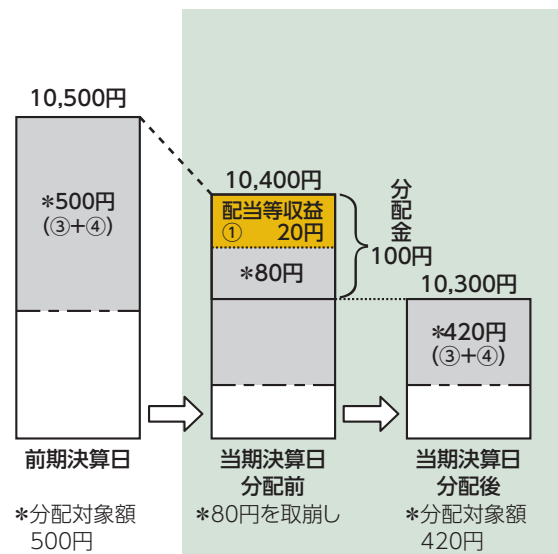 10,500円
*500円
(③+④)
前期決算日
*分配対象額
500円
10,400円
配当等収益
① 20円
*80円
分配金
100円
当期決算日
分配前
*80円を取崩し
10,300円
*420円
(③+④)
当期決算日
分配後
*分配対象額
420円